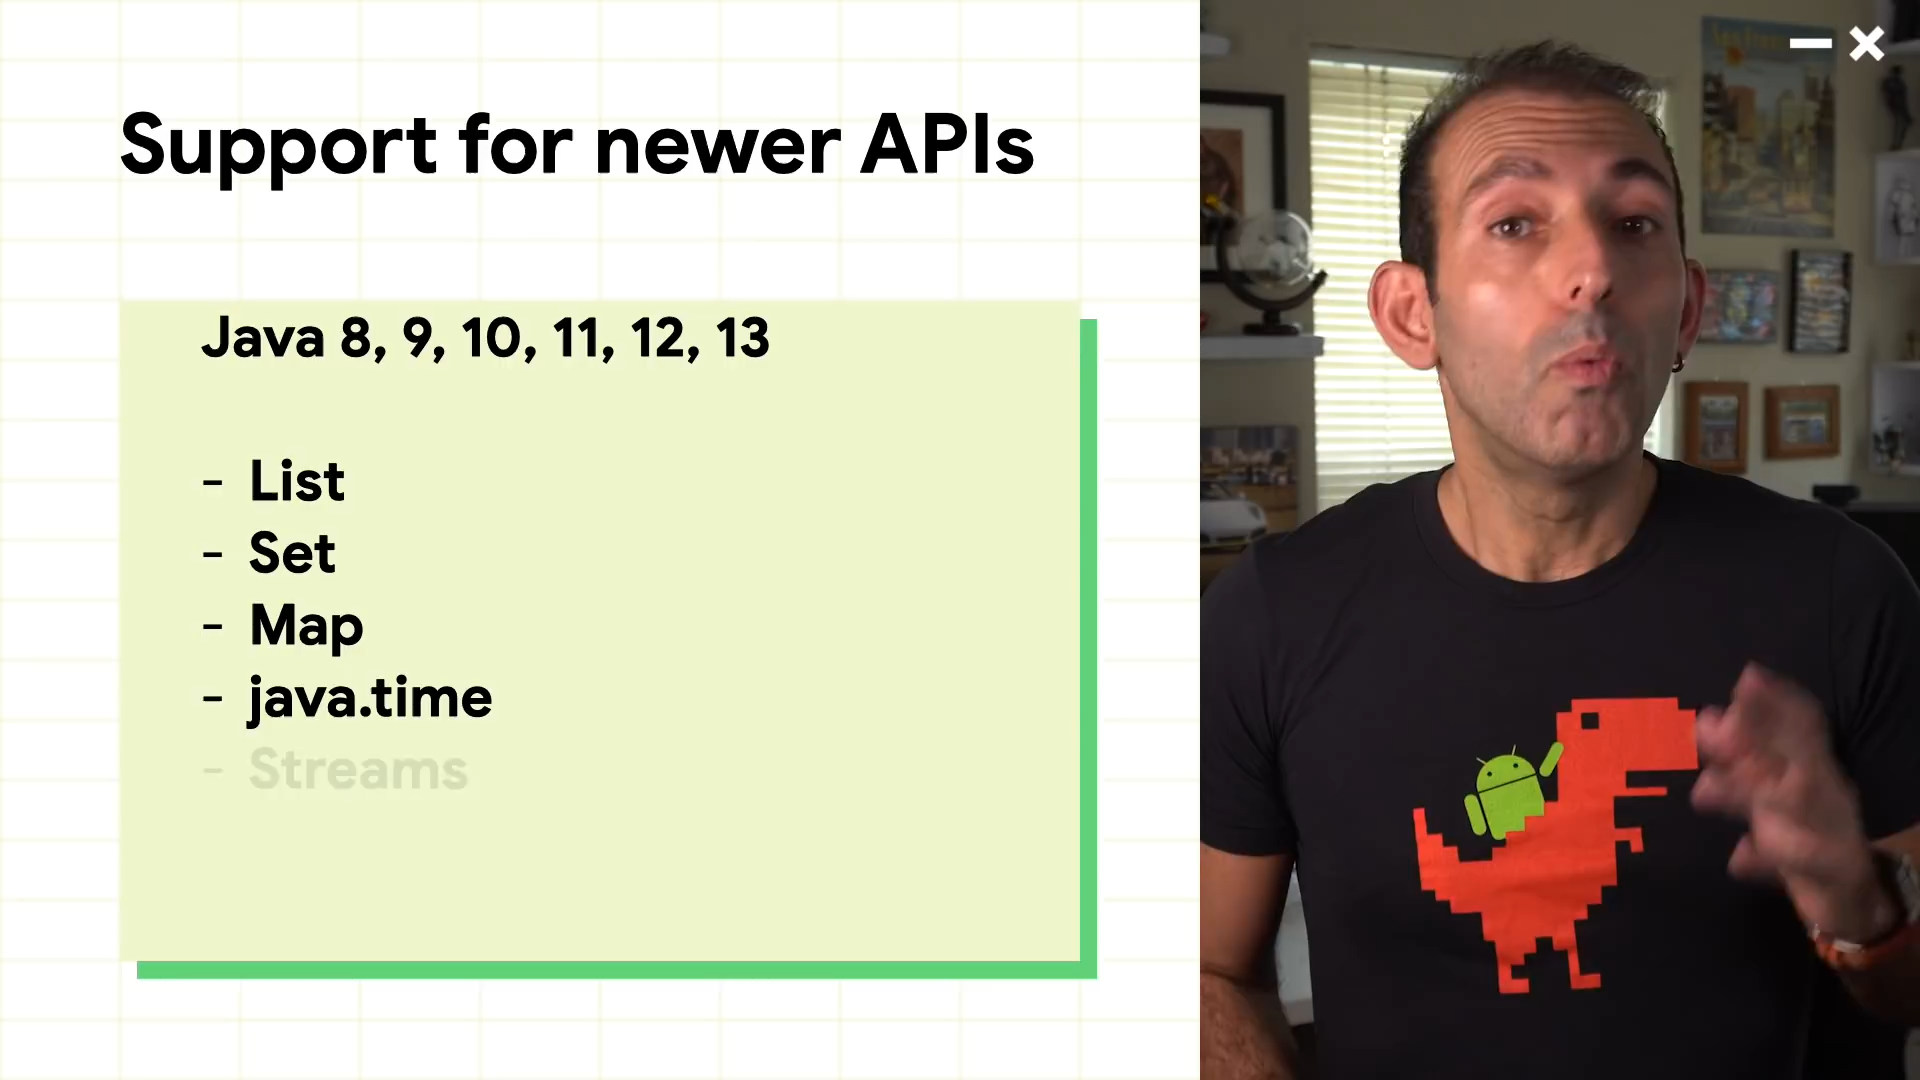 Support for newer APIs
Java 8, 9, 10, 11, 12, 13
- List
- Set
- Map
- java.time
- Streams